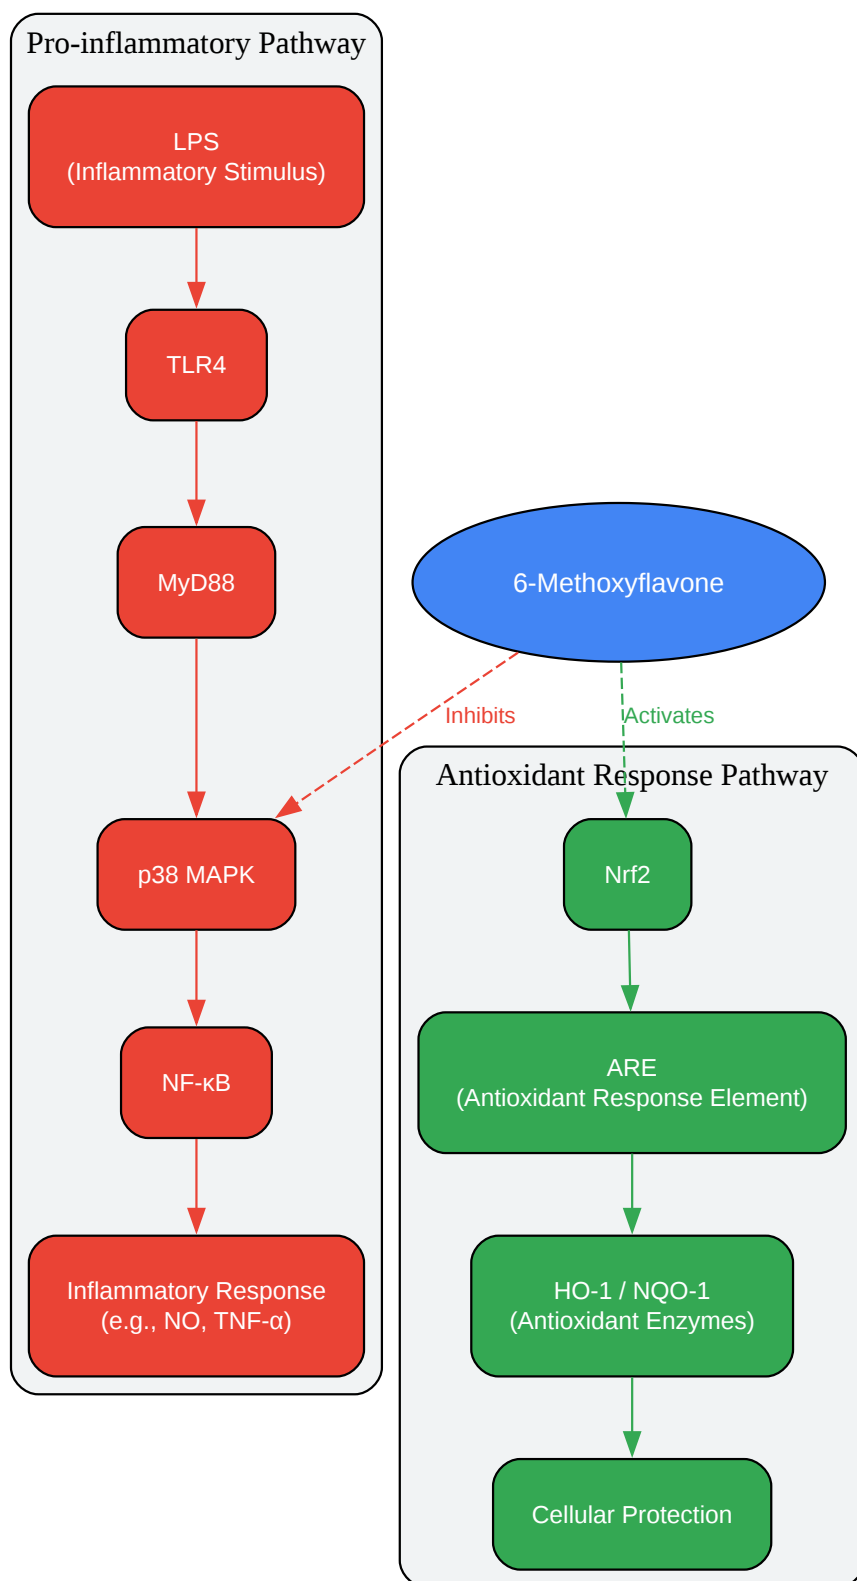 Pro-inflammatory Pathway
LPS
(Inflammatory Stimulus)
TLR4
MyD88
6-Methoxyflavone
Inhibits
Activates
p38 MAPK
NF-κB
Inflammatory Response
(e.g., NO, TNF-α)
Antioxidant Response Pathway
Nrf2
ARE
(Antioxidant Response Element)
HO-1 / NQO-1
(Antioxidant Enzymes)
Cellular Protection